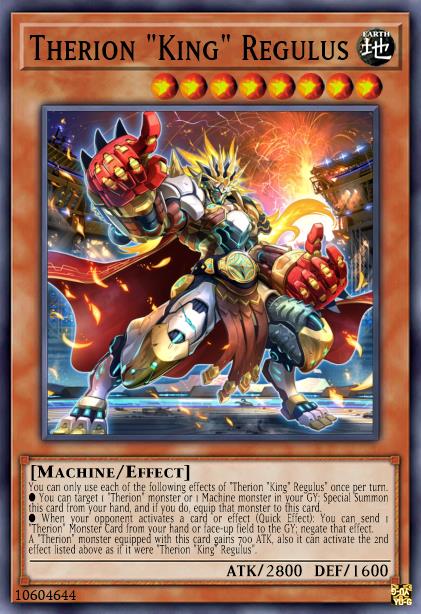 Therion "King" Regulus
EARTH
地
[Machine/Effect]
You can only use each of the following effects of "Therion "King" Regulus" once per turn.
● You can target 1 "Therion" monster or 1 Machine monster in your GY; Special Summon
this card from your hand, and if you do, equip that monster to this card.
● When your opponent activates a card or effect (Quick Effect): You can send 1
"Therion" Monster Card from your hand or face-up field to the GY; negate that effect.
A "Therion" monster equipped with this card gains 700 ATK, also it can activate the 2nd
effect listed above as if it were "Therion "King" Regulus".
ATK/2800 DEF/1600
10604644